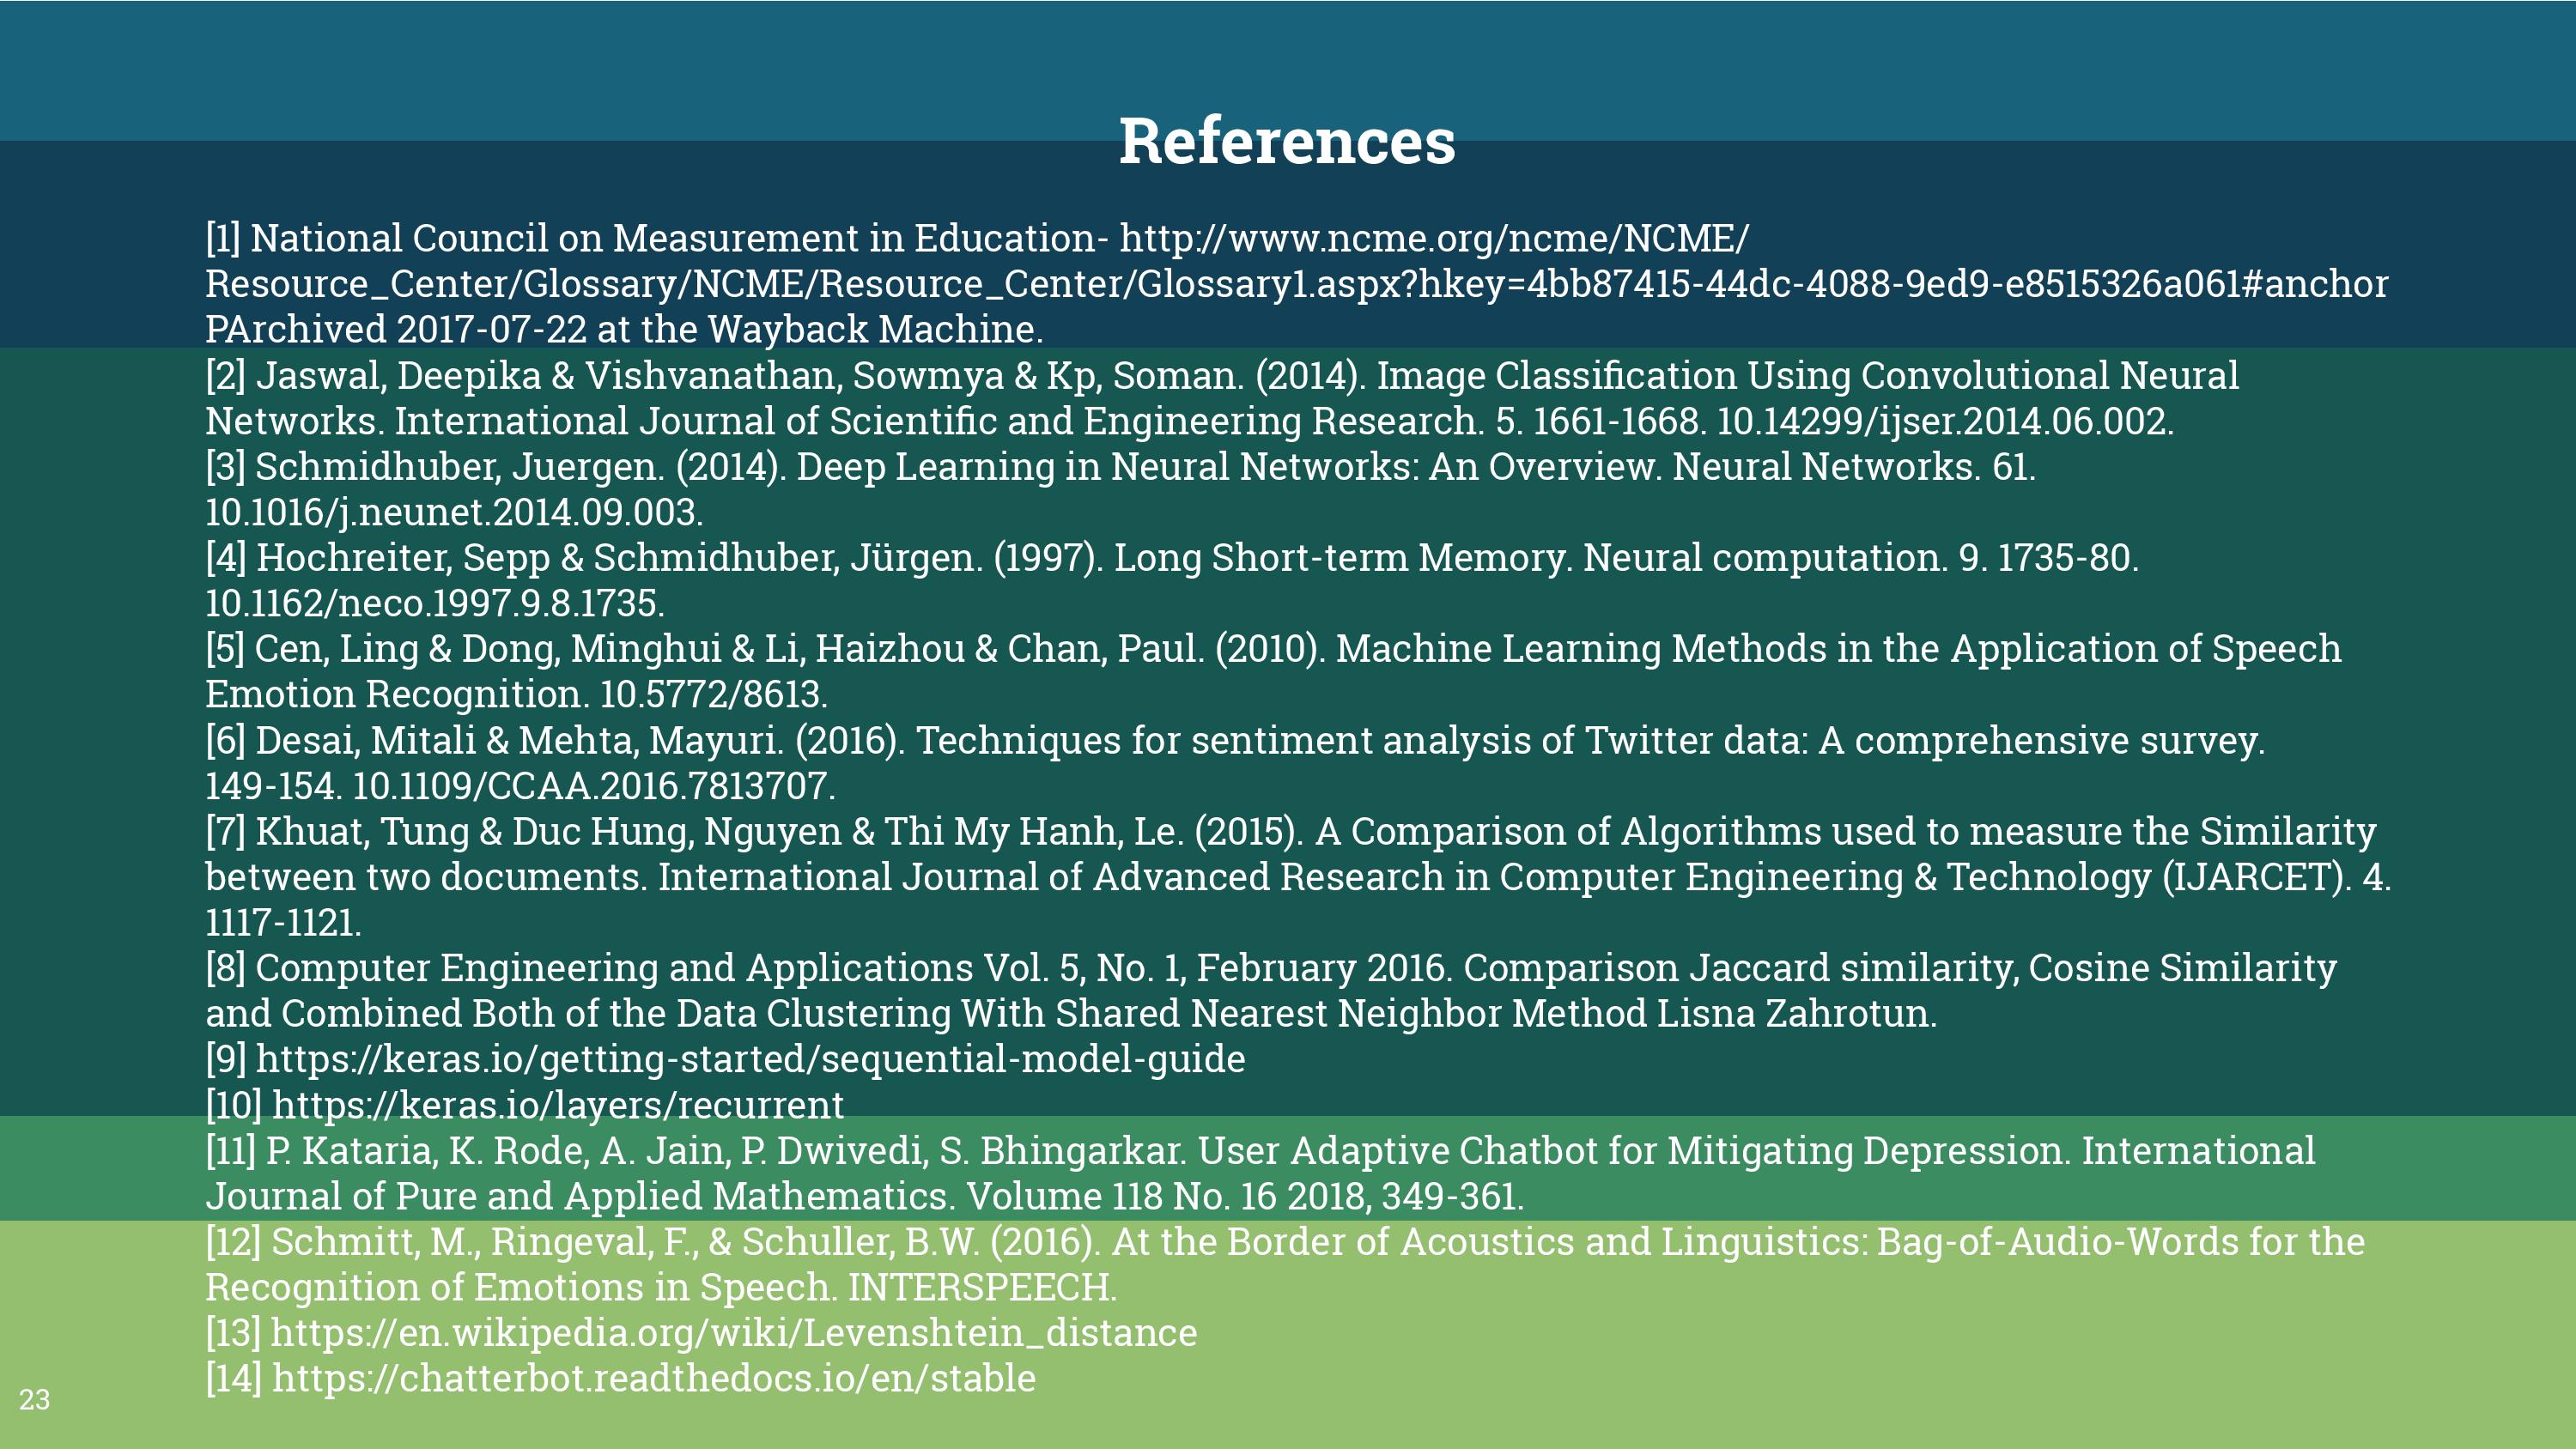 References
[1] National Council on Measurement in Education- http://www.ncme.org/ncme/NCME/
Resource_Center/Glossary/NCME/Resource_Center/Glossary1.aspx?hkey=4bb87415-44dc-4088-9ed9-e8515326a061#anchor
PArchived 2017-07-22 at the Wayback Machine.
[2] Jaswal, Deepika & Vishvanathan, Sowmya & Kp, Soman. (2014). Image Classification Using Convolutional Neural
Networks. International Journal of Scientific and Engineering Research. 5. 1661-1668. 10.14299/ijser.2014.06.002.
[3] Schmidhuber, Juergen. (2014). Deep Learning in Neural Networks: An Overview. Neural Networks. 61.
10.1016/j.neunet.2014.09.003.
[4] Hochreiter, Sepp & Schmidhuber, Jürgen. (1997). Long Short-term Memory. Neural computation. 9. 1735-80.
10.1162/neco.1997.9.8.1735.
[5] Cen, Ling & Dong, Minghui & Li, Haizhou & Chan, Paul. (2010). Machine Learning Methods in the Application of Speech
Emotion Recognition. 10.5772/8613.
[6] Desai, Mitali & Mehta, Mayuri. (2016). Techniques for sentiment analysis of Twitter data: A comprehensive survey.
149-154. 10.1109/CCAA.2016.7813707.
[7] Khuat, Tung & Duc Hung, Nguyen & Thi My Hanh, Le. (2015). A Comparison of Algorithms used to measure the Similarity
between two documents. International Journal of Advanced Research in Computer Engineering & Technology (IJARCET). 4.
1117-1121.
[8] Computer Engineering and Applications Vol. 5, No. 1, February 2016. Comparison Jaccard similarity, Cosine Similarity
and Combined Both of the Data Clustering With Shared Nearest Neighbor Method Lisna Zahrotun.
[9] https://keras.io/getting-started/sequential-model-guide
[10] https://keras.io/layers/recurrent
[11] P. Kataria, K. Rode, A. Jain, P. Dwivedi, S. Bhingarkar. User Adaptive Chatbot for Mitigating Depression. International
Journal of Pure and Applied Mathematics. Volume 118 No. 16 2018, 349-361.
[12] Schmitt, M., Ringeval, F., & Schuller, B.W. (2016). At the Border of Acoustics and Linguistics: Bag-of-Audio-Words for the
Recognition of Emotions in Speech. INTERSPEECH.
[13] https://en.wikipedia.org/wiki/Levenshtein_distance
[14] https://chatterbot.readthedocs.io/en/stable
23